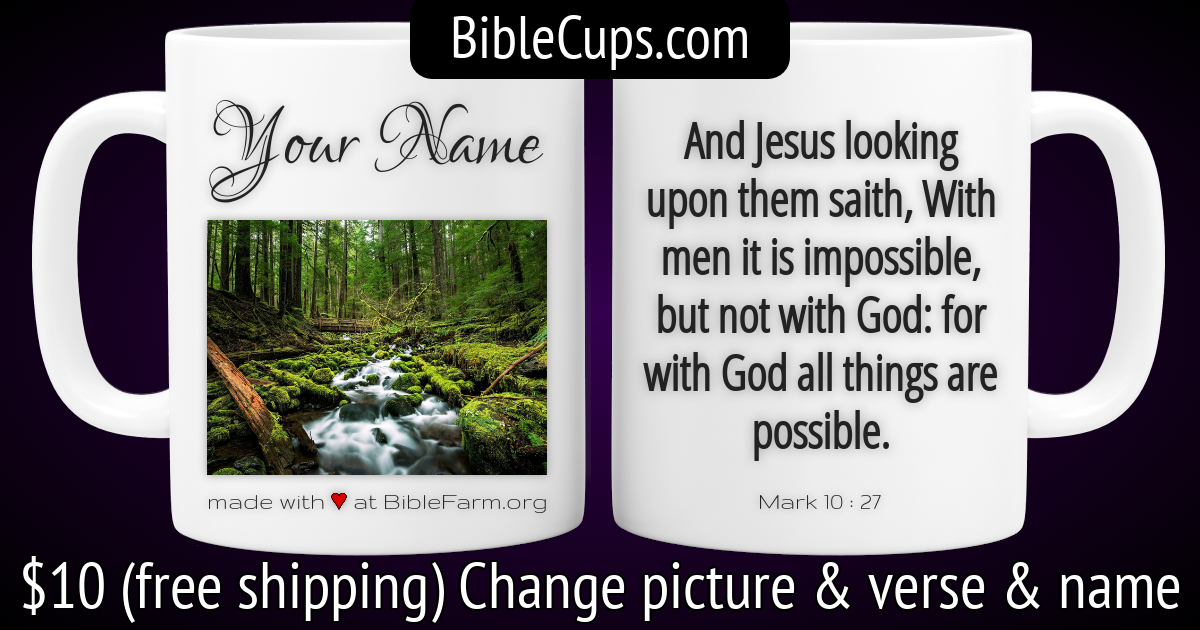 BibleCups.com
Your Name
made with ♥ at BibleFarm.org
And Jesus looking
upon them saith, With
men it is impossible,
but not with God: for
with God all things are
possible.
Mark 10 : 27
$10 (free shipping) Change picture & verse & name